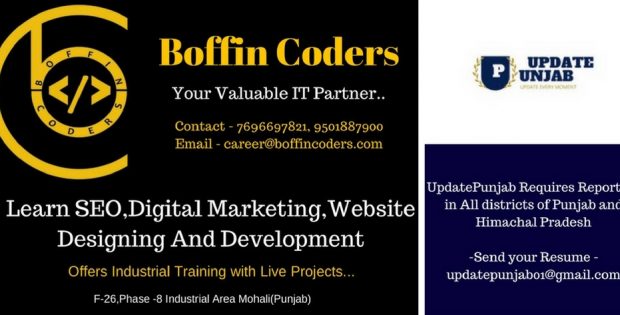 BOFFIN
CODERS
</>
Boffin Coders
Your Valuable IT Partner..
Contact - 7696697821, 9501887900
Email - career@boffincoders.com
Learn SEO,Digital Marketing,Website
Designing And Development
Offers Industrial Training with Live Projects...
F-26,Phase -8 Industrial Area Mohali(Punjab)
P
UPDATE
UNJAB
UPDATE EVERY MOMENT
UpdatePunjab Requires Report
in All districts of Punjab and
Himachal Pradesh
-Send your Resume -
updatepunjab01@gmail.com